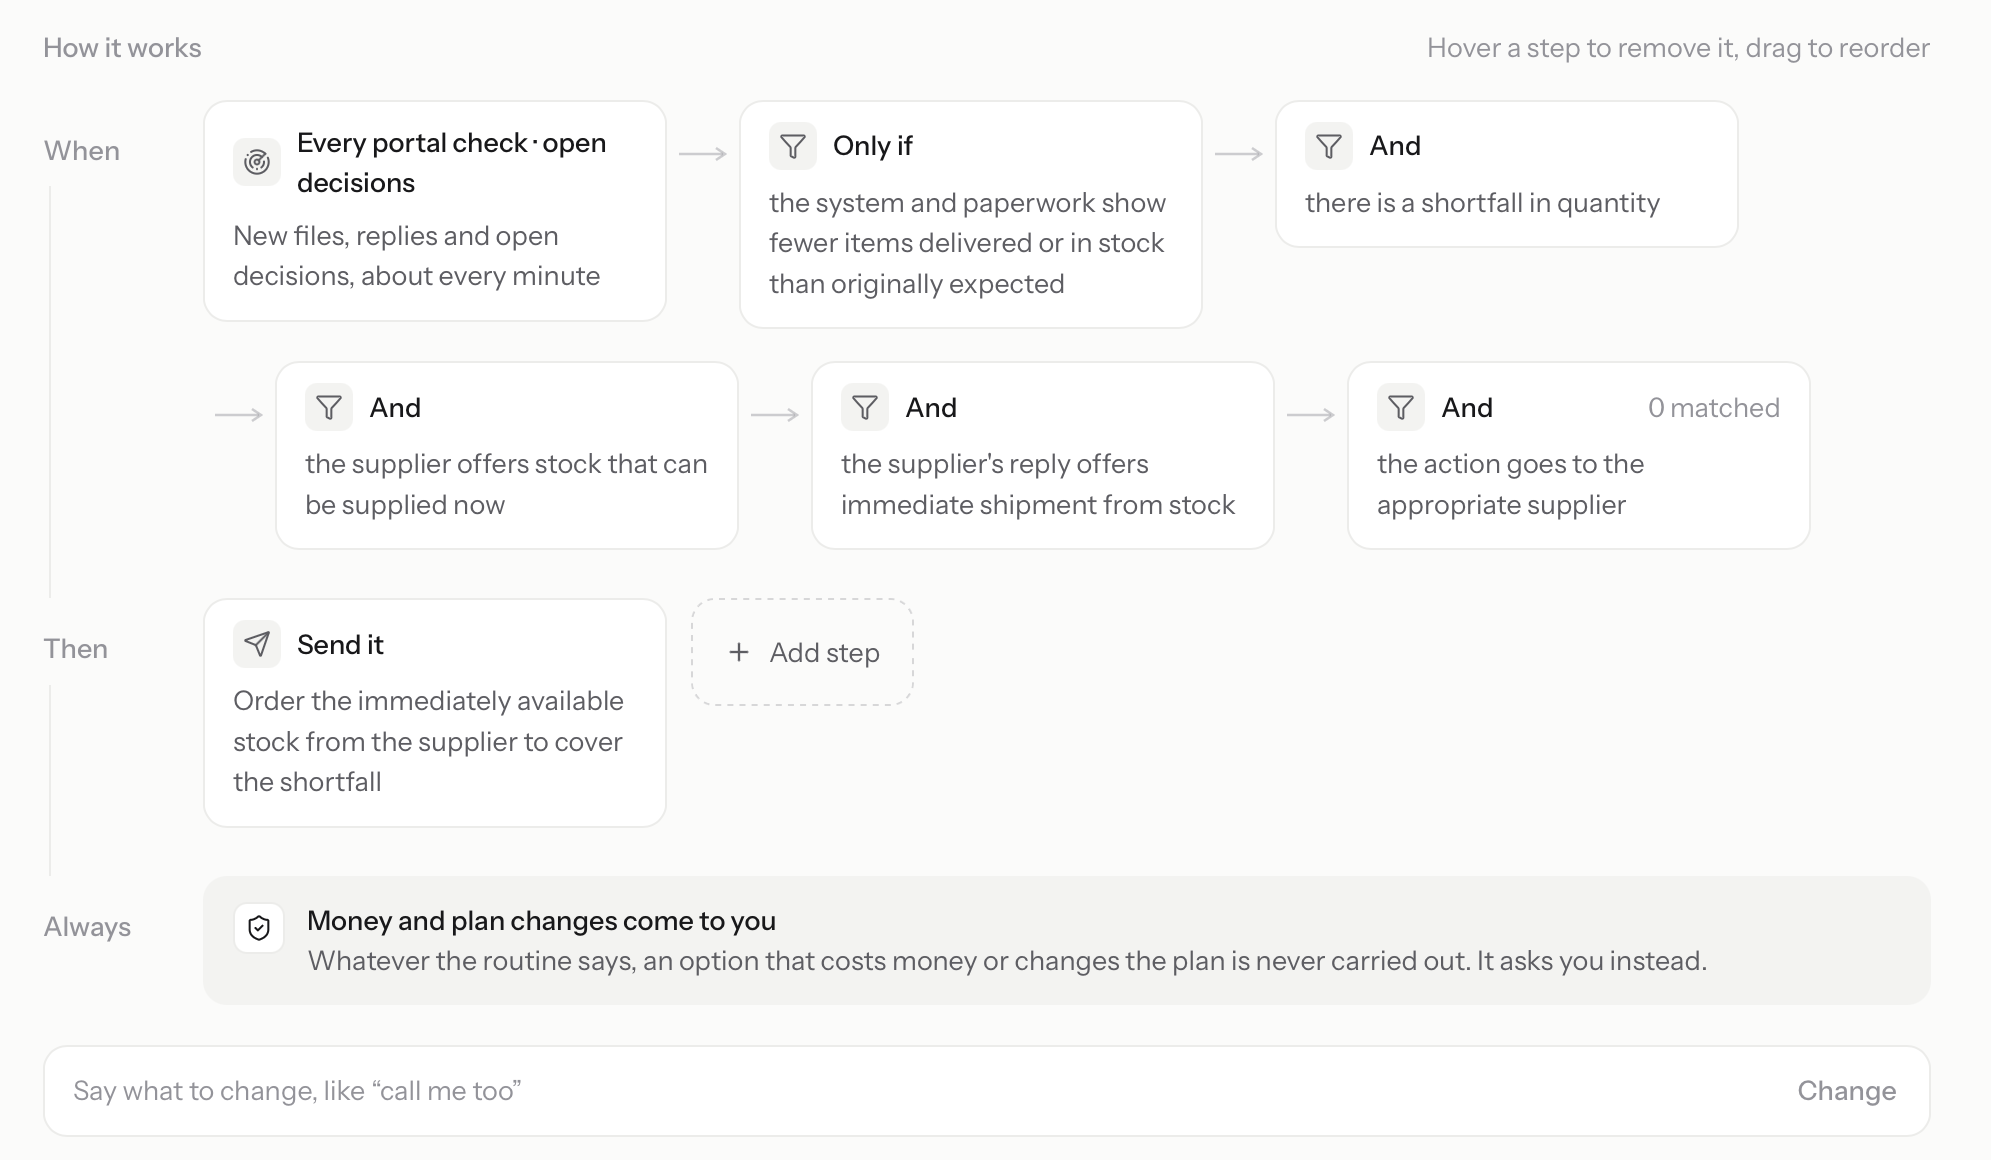 How it works
Hover a step to remove it, drag to reorder
When
Every portal check · open
decisions
New files, replies and open
decisions, about every minute
Only if
the system and paperwork show
fewer items delivered or in stock
than originally expected
And
there is a shortfall in quantity
And
the supplier offers stock that can
be supplied now
And
the supplier's reply offers
immediate shipment from stock
And
0 matched
the action goes to the
appropriate supplier
Then
Send it
Order the immediately available
stock from the supplier to cover
the shortfall
+ Add step
Always
Money and plan changes come to you
Whatever the routine says, an option that costs money or changes the plan is never carried out. It asks you instead.
Say what to change, like “call me too”
Change